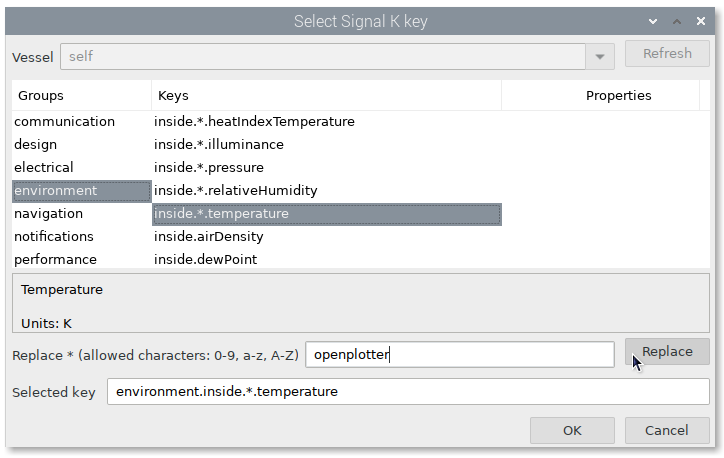 Select Signal K key
Vessel self Refresh
Groups Keys Properties
communication inside.*.heatIndexTemperature
design inside.*.illuminance
electrical inside.*.pressure
environment inside.*.relativeHumidity
navigation inside.*.temperature
notifications inside.airDensity
performance inside.dewPoint
Temperature
Units: K
Replace * (allowed characters: 0-9, a-z, A-Z) openplotter Replace
Selected key environment.inside.*.temperature
OK Cancel